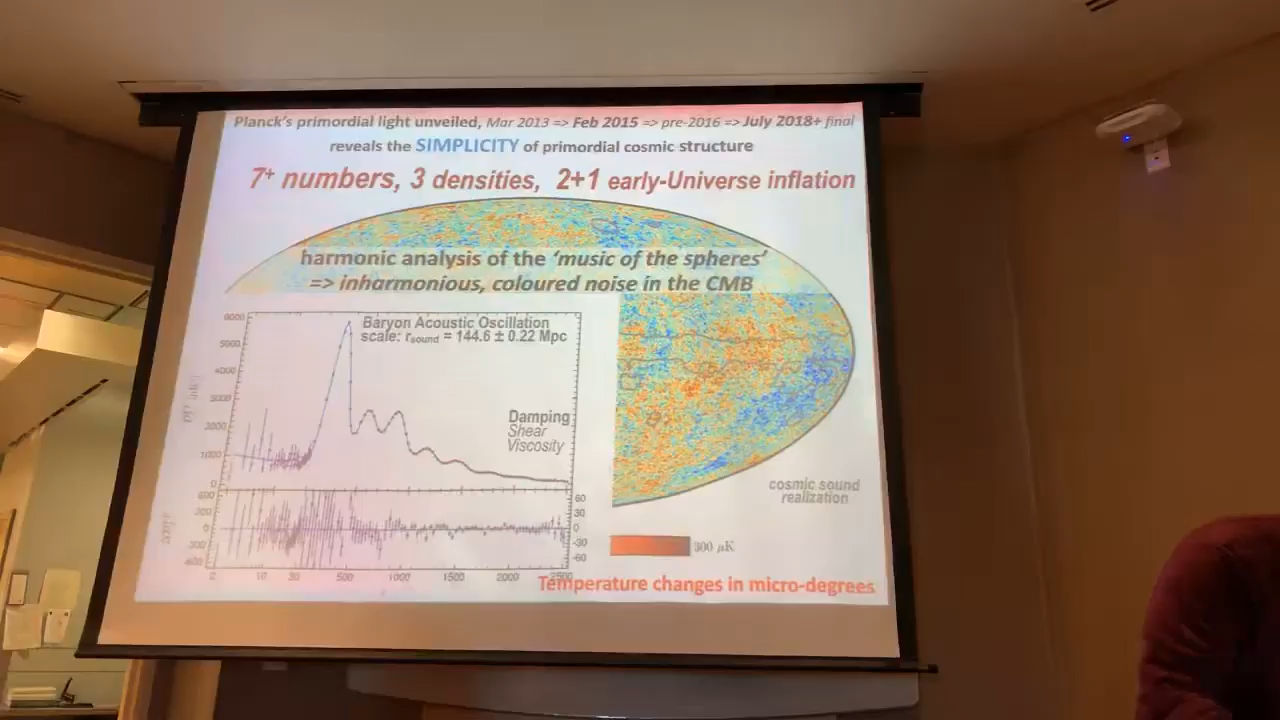 Planck's primordial light unveiled, Mar 2013 => Feb 2015 => pre-2016 => July 2018+ final
reveals the SIMPLICITY of primordial cosmic structure
7+ numbers, 3 densities, 2+1 early-Universe inflation
harmonic analysis of the 'music of the spheres'
=> inharmonious, coloured noise in the CMB
Baryon Acoustic Oscillation
scale: rsound = 144.6 ± 0.22 Mpc
6000
5000
4000
3000
2000
1000
0
Damping
Shear
Viscosity
600
300
0
-300
-600
60
30
0
-30
-60
2
10
30
500
1000
1500
2000
2500
cosmic sound
realization
300 μK
Temperature changes in micro-degrees